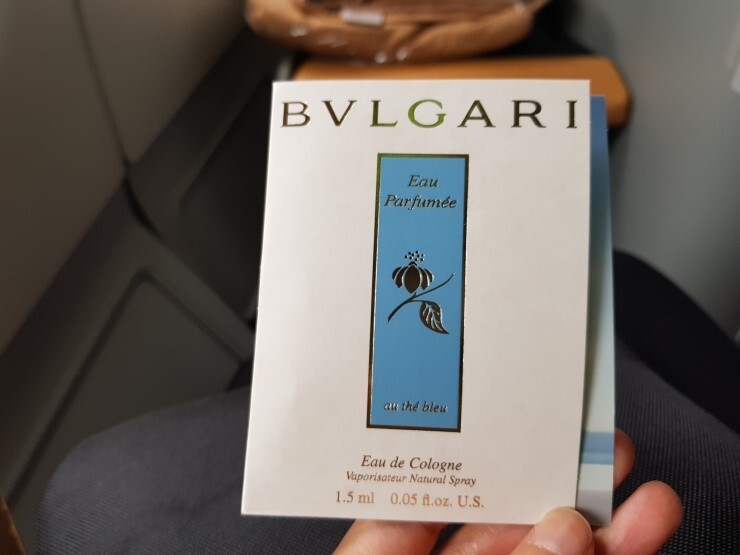 BVLGARI
Eau
Parfumée
au thé bleu
Eau de Cologne
Vaporisateur Natural Spray
1.5 ml 0.05 fl.oz. U.S.